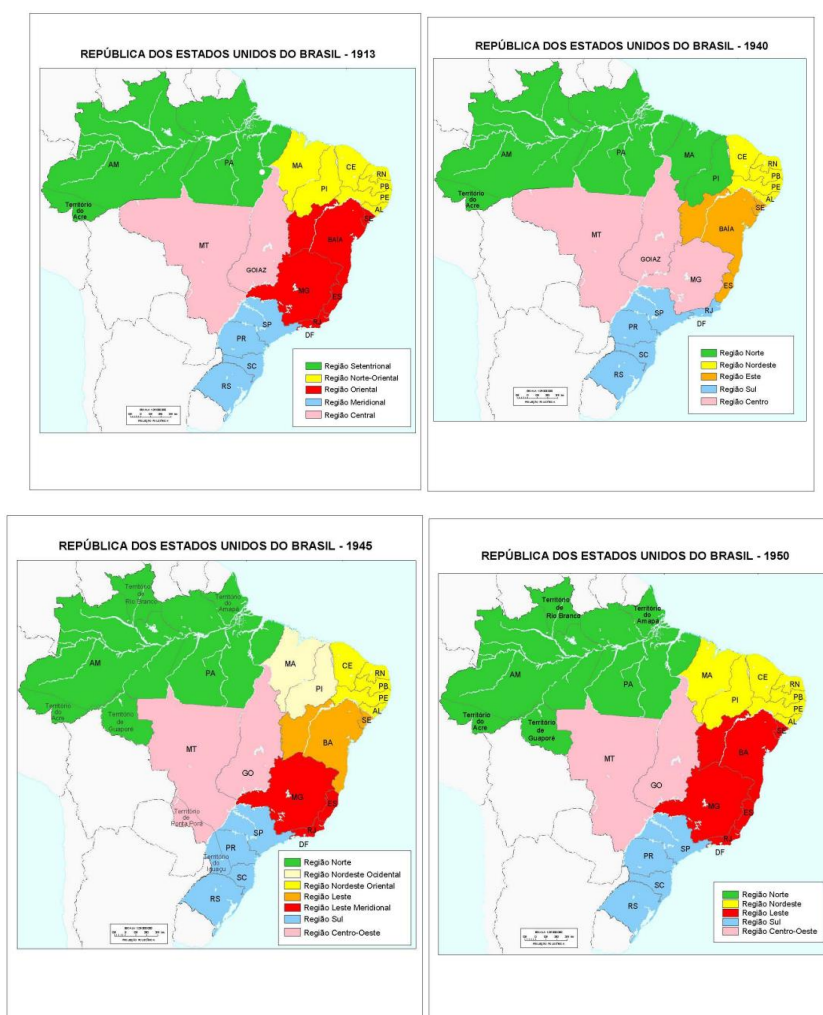 REPÚBLICA DOS ESTADOS UNIDOS DO BRASIL - 1913
AM
PA
MA
CE
RN
PB
PE
AL
PI
SE
Território
do
Acre
BAÍA
MT
GOIAZ
MG
ES
RJ
SP
DF
PR
SC
RS
Região Setentrional
Região Norte-Oriental
Região Oriental
Região Meridional
Região Central
REPÚBLICA DOS ESTADOS UNIDOS DO BRASIL - 1940
AM
PA
MA
CE
RN
PB
PE
AL
PI
SE
Território
do
Acre
BAÍA
MT
GOIAZ
MG
ES
RJ
SP
DF
PR
SC
RS
Região Norte
Região Nordeste
Região Este
Região Sul
Região Centro
REPÚBLICA DOS ESTADOS UNIDOS DO BRASIL - 1945
Território
de
Rio Branco
Território
do
Amapá
AM
PA
MA
CE
RN
PB
PE
AL
PI
SE
Território
do
Acre
Território
de
Guaporé
BA
MT
GO
MG
ES
Território
de
Ponta Porã
RJ
SP
DF
PR
Território
do
Iguaçu
SC
RS
Região Norte
Região Nordeste Ocidental
Região Nordeste Oriental
Região Leste
Região Leste Meridional
Região Sul
Região Centro-Oeste
REPÚBLICA DOS ESTADOS UNIDOS DO BRASIL - 1950
Território
de
Rio Branco
Território
do
Amapá
AM
PA
MA
CE
RN
PB
PE
AL
PI
SE
Território
do
Acre
Território
de
Guaporé
BA
MT
GO
MG
ES
RJ
SP
DF
PR
SC
RS
Região Norte
Região Nordeste
Região Leste
Região Sul
Região Centro-Oeste